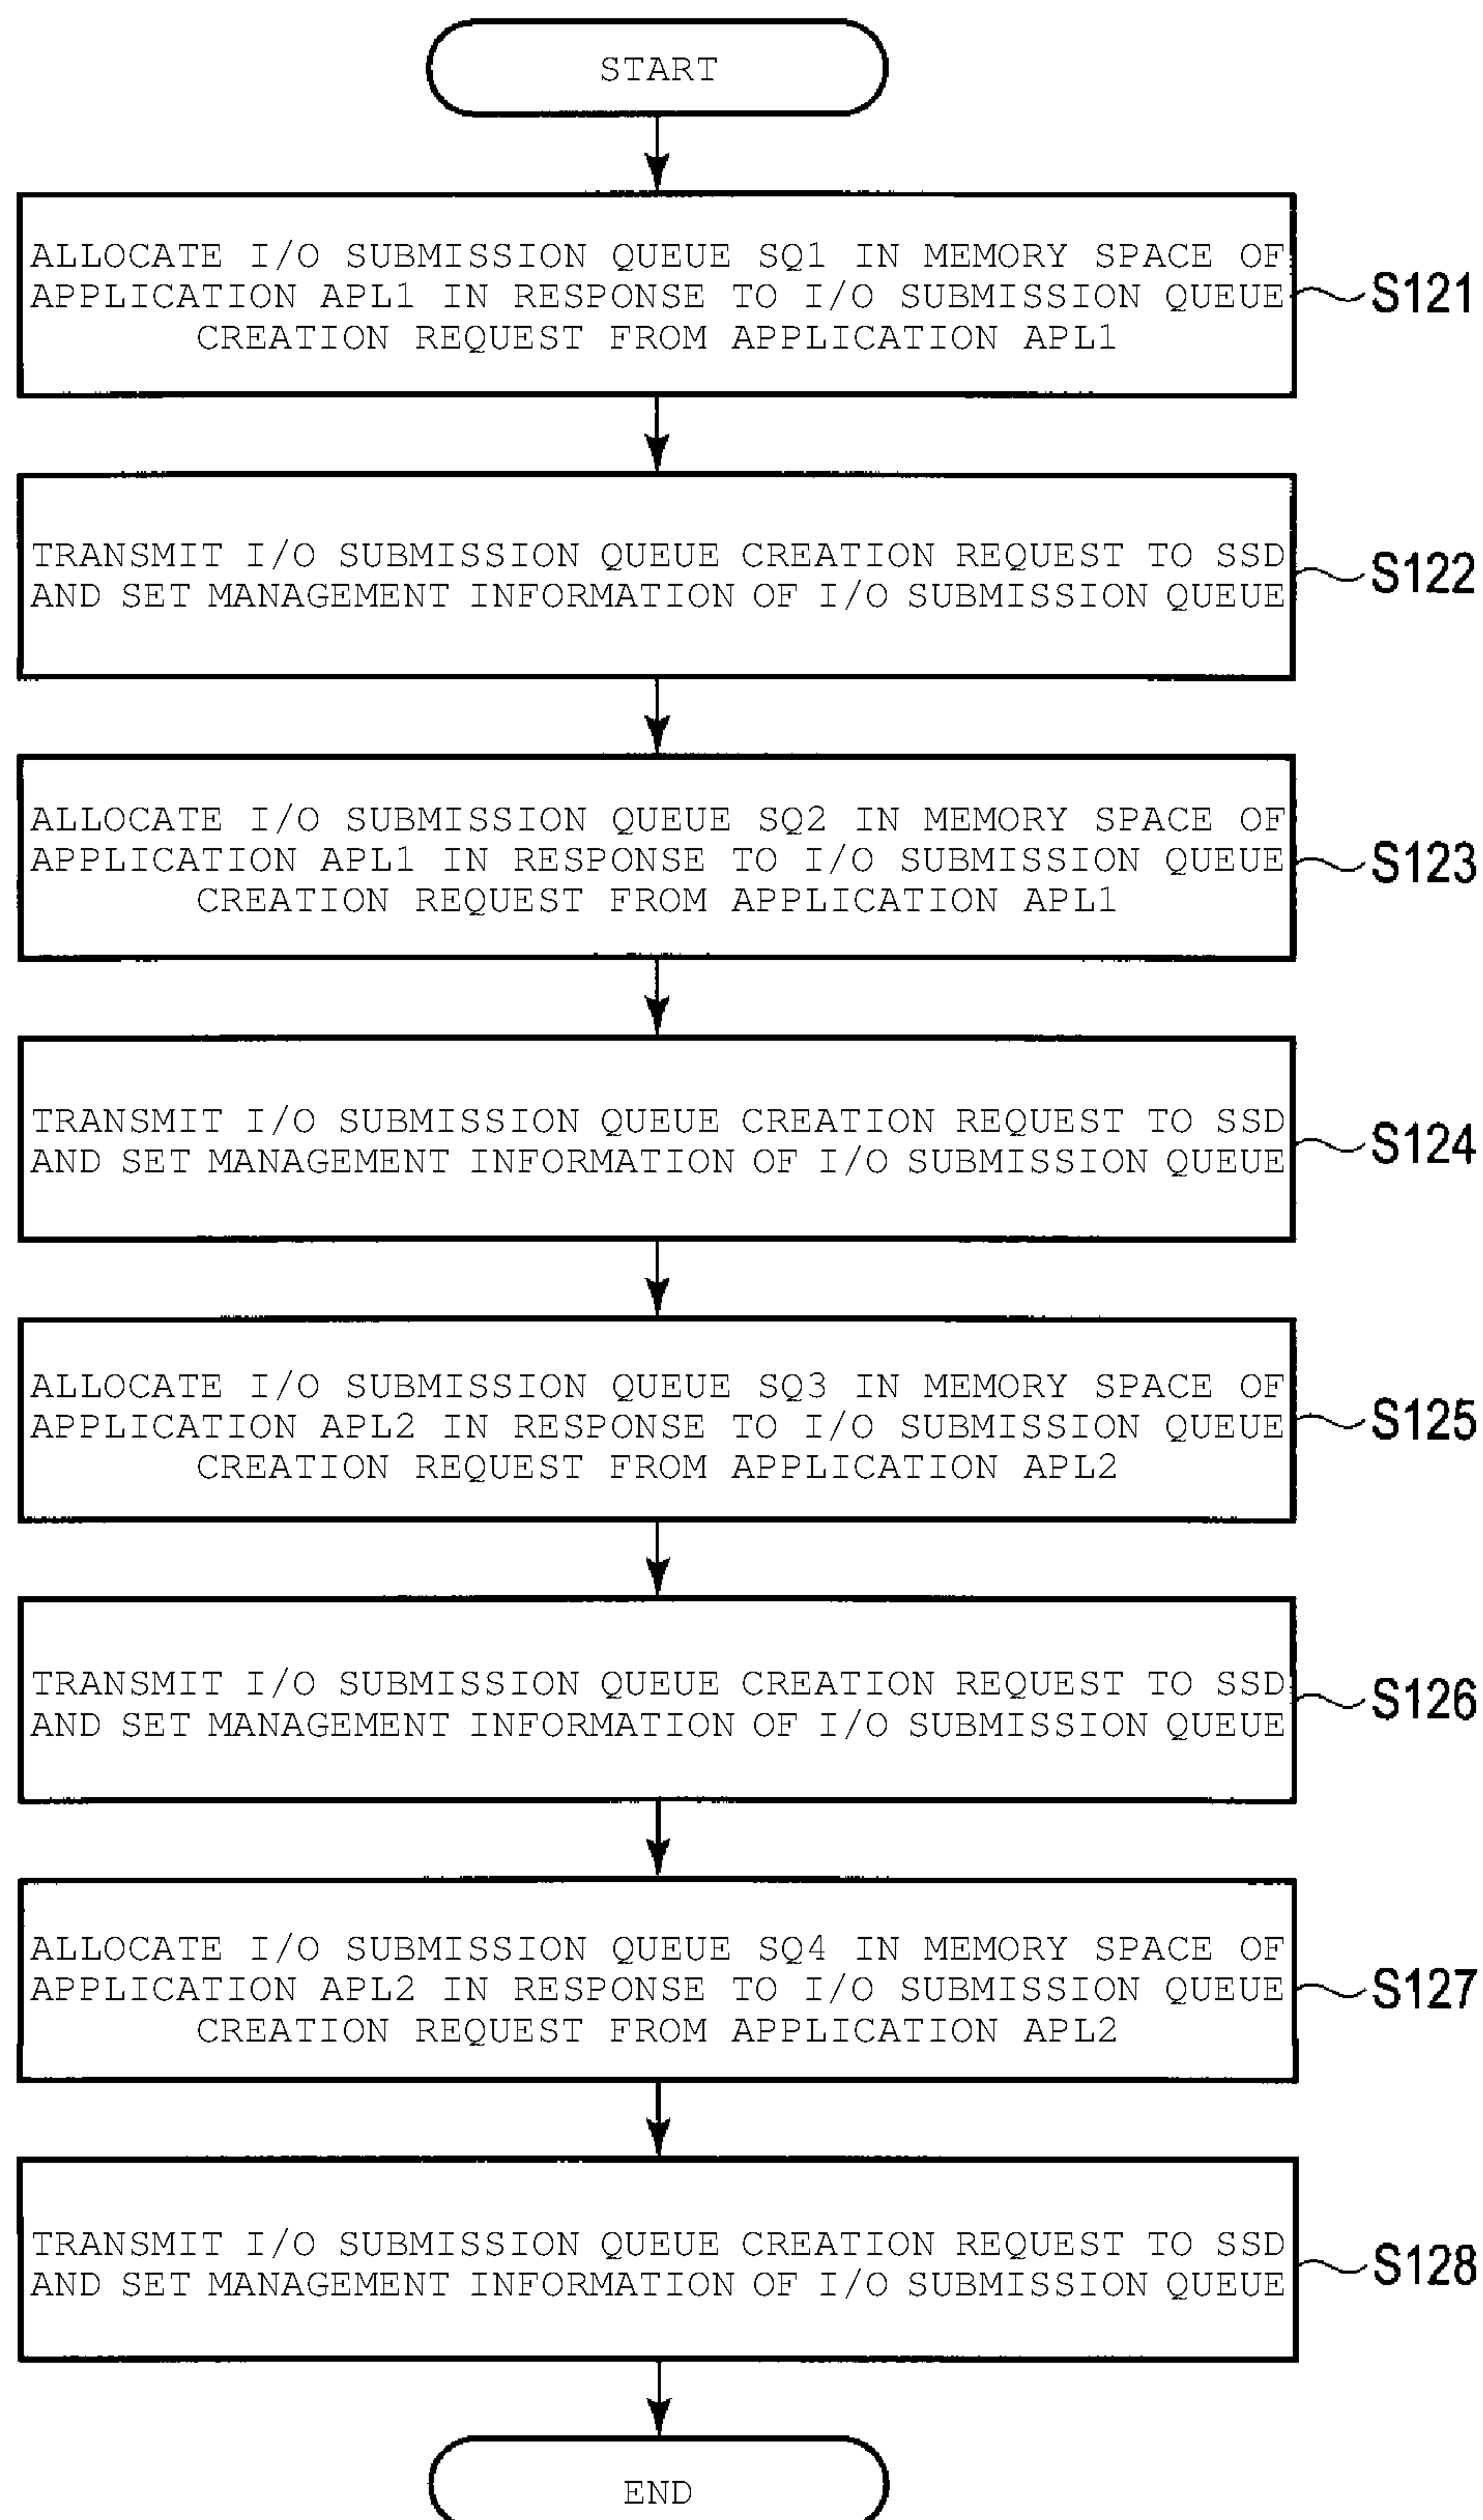 START
ALLOCATE I/O SUBMISSION QUEUE SQ1 IN MEMORY SPACE OF
APPLICATION APL1 IN RESPONSE TO I/O SUBMISSION QUEUE
CREATION REQUEST FROM APPLICATION APL1
S121
TRANSMIT I/O SUBMISSION QUEUE CREATION REQUEST TO SSD
AND SET MANAGEMENT INFORMATION OF I/O SUBMISSION QUEUE
S122
ALLOCATE I/O SUBMISSION QUEUE SQ2 IN MEMORY SPACE OF
APPLICATION APL1 IN RESPONSE TO I/O SUBMISSION QUEUE
CREATION REQUEST FROM APPLICATION APL1
S123
TRANSMIT I/O SUBMISSION QUEUE CREATION REQUEST TO SSD
AND SET MANAGEMENT INFORMATION OF I/O SUBMISSION QUEUE
S124
ALLOCATE I/O SUBMISSION QUEUE SQ3 IN MEMORY SPACE OF
APPLICATION APL2 IN RESPONSE TO I/O SUBMISSION QUEUE
CREATION REQUEST FROM APPLICATION APL2
S125
TRANSMIT I/O SUBMISSION QUEUE CREATION REQUEST TO SSD
AND SET MANAGEMENT INFORMATION OF I/O SUBMISSION QUEUE
S126
ALLOCATE I/O SUBMISSION QUEUE SQ4 IN MEMORY SPACE OF
APPLICATION APL2 IN RESPONSE TO I/O SUBMISSION QUEUE
CREATION REQUEST FROM APPLICATION APL2
S127
TRANSMIT I/O SUBMISSION QUEUE CREATION REQUEST TO SSD
AND SET MANAGEMENT INFORMATION OF I/O SUBMISSION QUEUE
S128
END